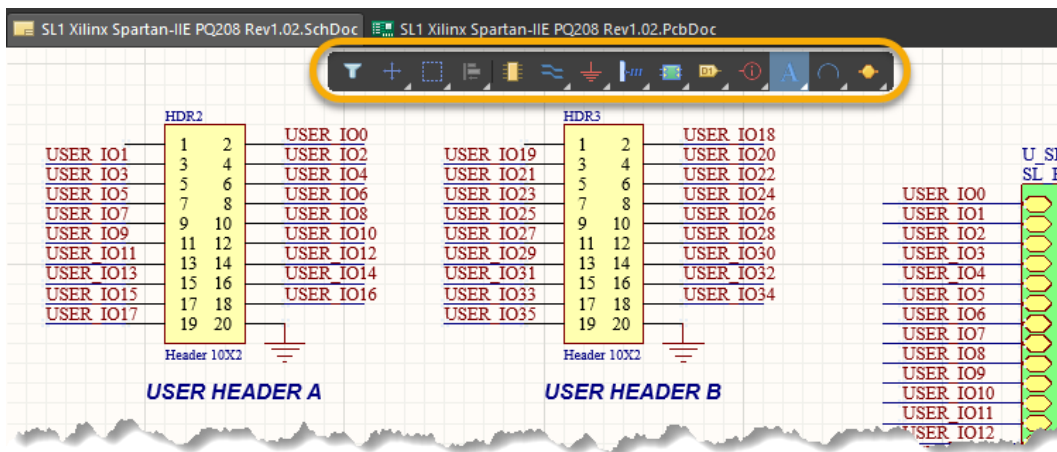 SL1 Xilinx Spartan-IIE PQ208 Rev1.02.SchDoc SL1 Xilinx Spartan-IIE PQ208 Rev1.02.PcbDoc
D1 A
HDR2 HDR3
USER_IO0 USER_IO18
1 2 1 2
USER_IO1 USER_IO2 USER_IO19 USER_IO20
3 4 3 4
USER_IO3 USER_IO4 USER_IO21 USER_IO22
5 6 5 6
USER_IO5 USER_IO6 USER_IO23 USER_IO24 USER_IO0
7 8 7 8
USER_IO7 USER_IO8 USER_IO25 USER_IO26 USER_IO1
9 10 9 10
USER_IO9 USER_IO10 USER_IO27 USER_IO28 USER_IO2
11 12 11 12
USER_IO11 USER_IO12 USER_IO29 USER_IO30 USER_IO3
13 14 13 14
USER_IO13 USER_IO14 USER_IO31 USER_IO32 USER_IO4
15 16 15 16
USER_IO15 USER_IO16 USER_IO33 USER_IO34 USER_IO5
17 18 17 18
USER_IO17 USER_IO35 USER_IO6
19 20 19 20
USER_IO7
Header 10X2 Header 10X2 USER_IO8
USER_IO9
USER HEADER A USER HEADER B USER_IO10
USER_IO11
USER_IO12